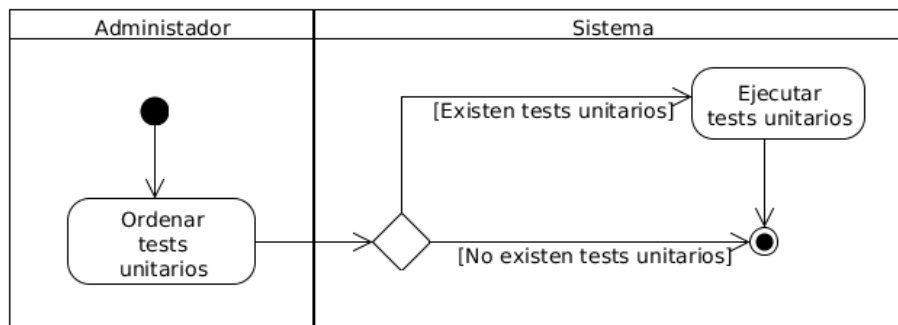 Administador
Sistema
Ejecutar
tests unitarios
[Existen tests unitarios]
Ordenar
tests
unitarios
[No existen tests unitarios]